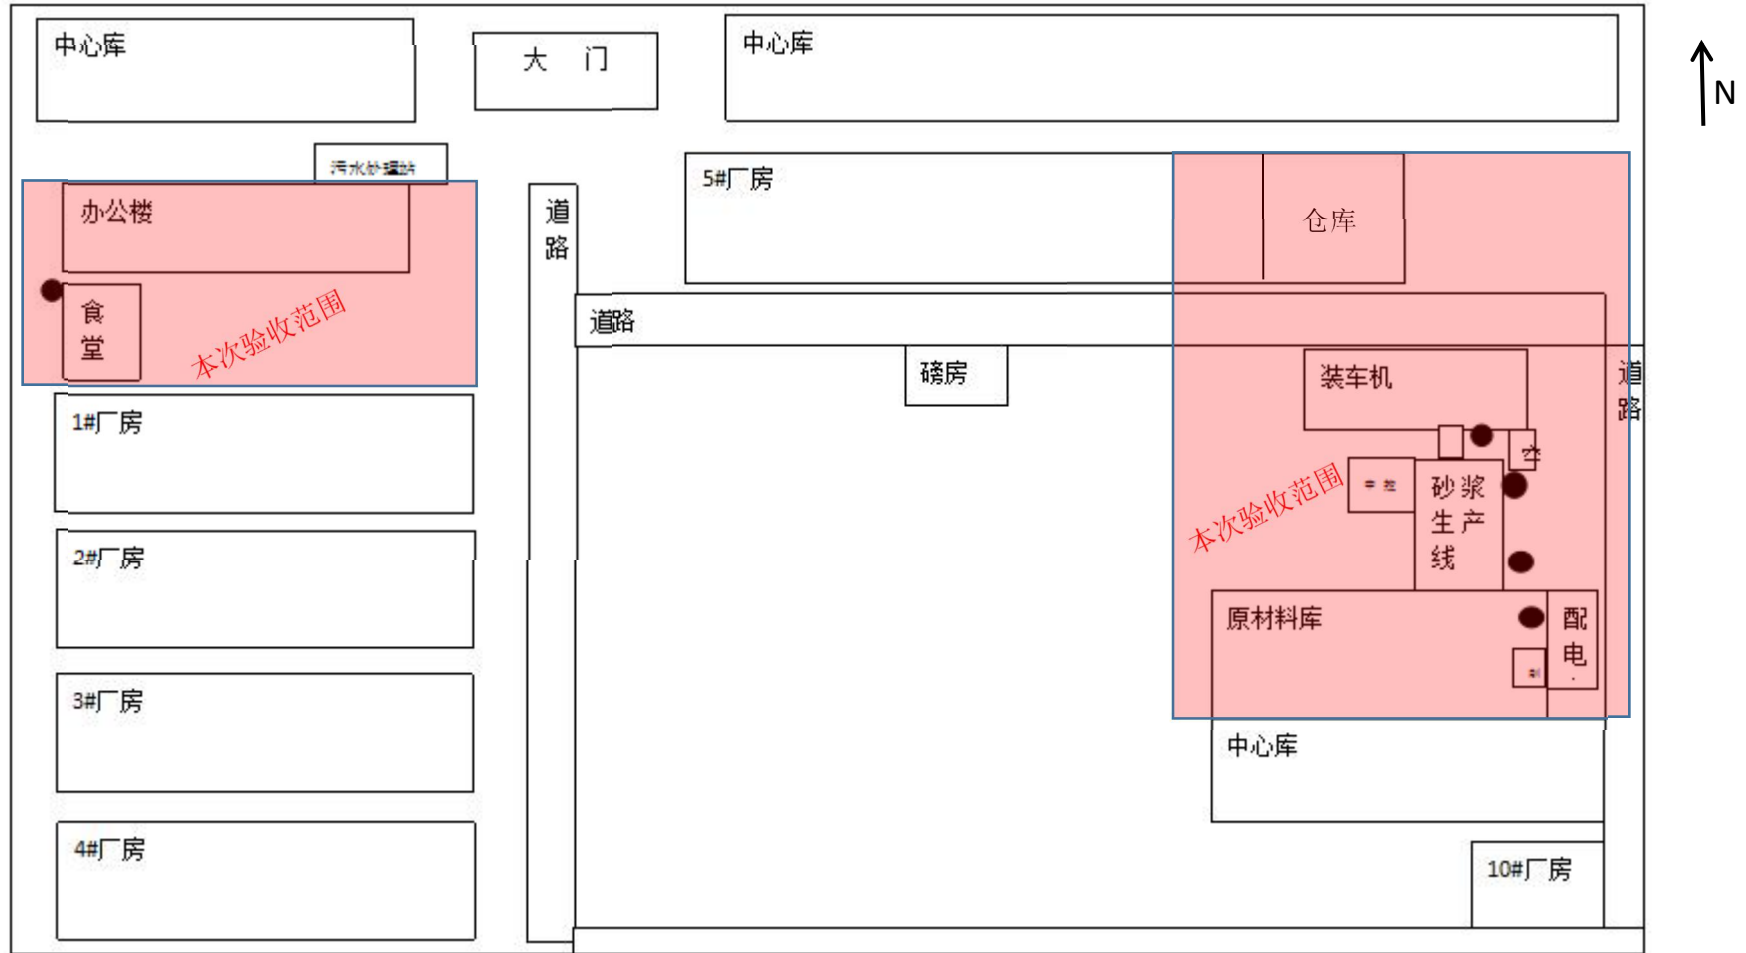 中心库
大 门
中心库
N
污水处理站
办公楼
道
路
5#厂房
仓库
食
堂
本次验收范围
道路
磅房
装车机
道
路
1#厂房
空
中 控
砂 浆
生 产
线
本次验收范围
2#厂房
原材料库
配
电
3#厂房
中心库
4#厂房
10#厂房